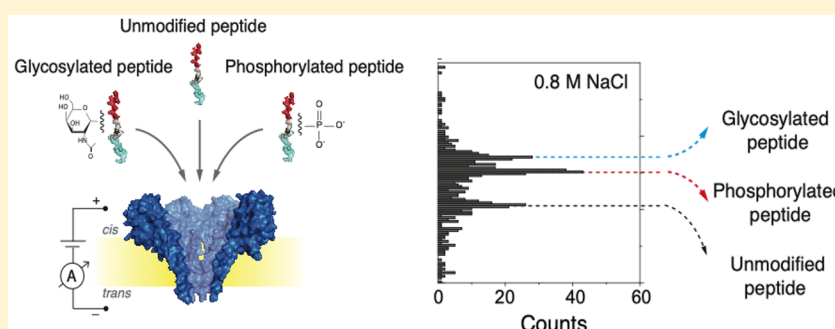 Unmodified peptide
Glycosylated peptide
Phosphorylated peptide
HO
HO
OH
O
HN
O
O
P
O-
O-
+
cis
A
trans
−
0.8 M NaCl
0
20
40
60
Counts
Glycosylated
peptide
Phosphorylated
peptide
Unmodified
peptide